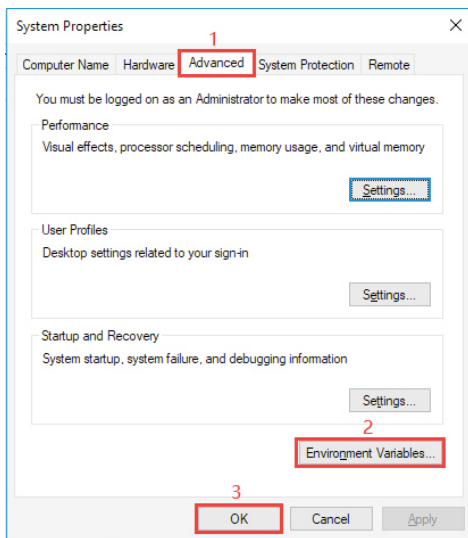 System Properties
1
Computer Name Hardware Advanced System Protection Remote
You must be logged on as an Administrator to make most of these changes.
Performance
Visual effects, processor scheduling, memory usage, and virtual memory
Settings...
User Profiles
Desktop settings related to your sign-in
Settings...
Startup and Recovery
System startup, system failure, and debugging information
Settings...
2
Environment Variables...
3
OK Cancel Apply